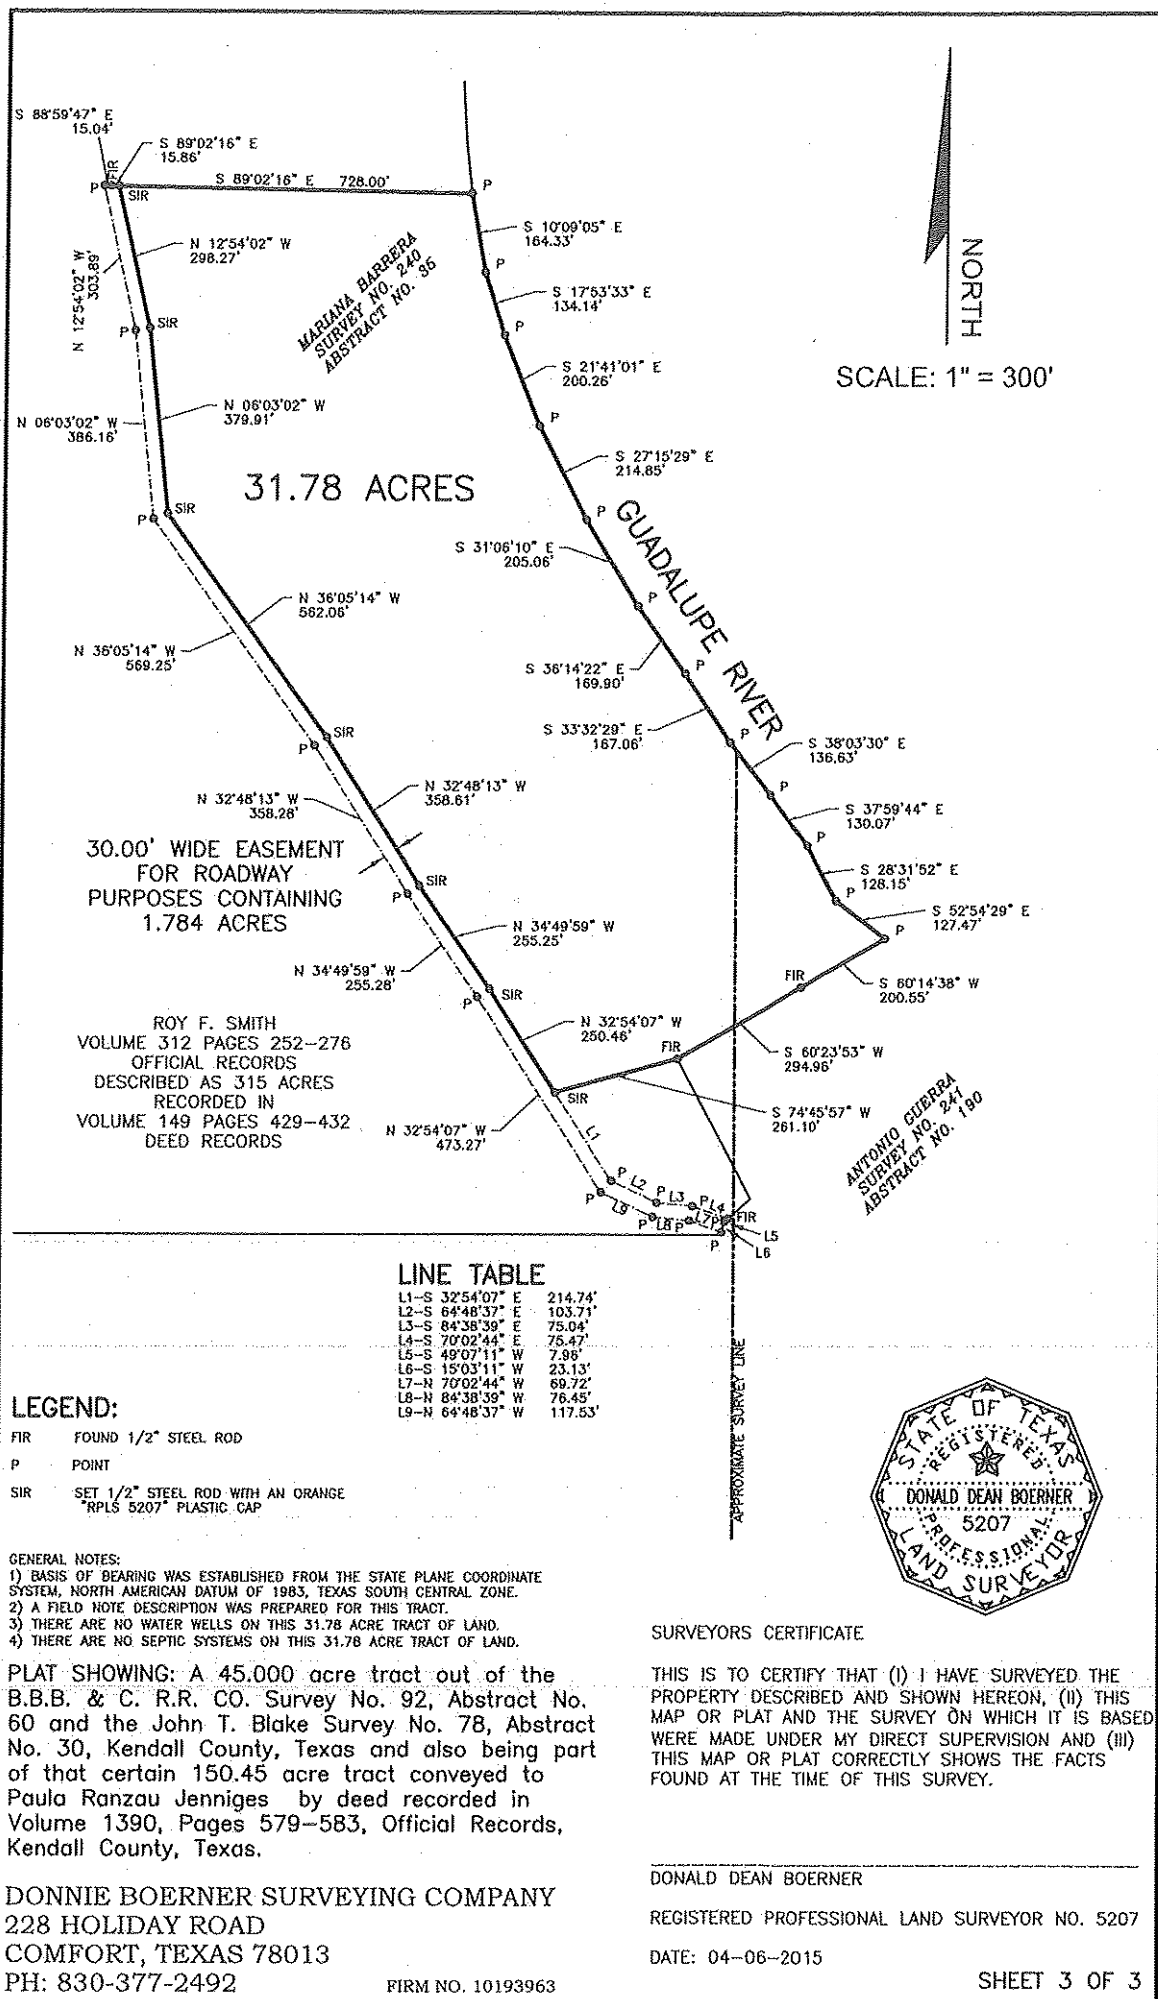 S 88°59'47" E
15.04'
S 89°02'16" E
15.86'
FIR
P
SIR
S 89°02'16" E 728.00'
P
N 12°54'02" W
298.27'
N 12°54'02" W
303.89'
MARIANA BARRERA
SURVEY NO. 240
ABSTRACT NO. 35
S 10°09'05" E
164.33'
P
S 17°53'33" E
134.14'
P
NORTH
SCALE: 1" = 300'
P
SIR
S 21°41'01" E
200.26'
P
N 06°03'02" W
379.91'
N 06°03'02" W
386.16'
S 27°15'29" E
214.85'
31.78 ACRES
P
SIR
P
GUADALUPE RIVER
S 31°06'10" E
205.06'
P
N 36°05'14" W
562.06'
N 36°05'14" W
569.25'
S 36°14'22" E
169.90'
P
S 33°32'29" E
167.06'
P
SIR
P
S 38°03'30" E
136.63'
P
N 32°48'13" W
358.61'
N 32°48'13" W
358.28'
S 37°59'44" E
130.07'
P
30.00' WIDE EASEMENT
FOR ROADWAY
PURPOSES CONTAINING
1.784 ACRES
SIR
P
S 28°31'52" E
128.15'
P
S 52°54'29" E
127.47'
P
N 34°49'59" W
255.25'
N 34°49'59" W
255.28'
SIR
P
FIR
S 60°14'38" W
200.55'
ROY F. SMITH
VOLUME 312 PAGES 252-276
OFFICIAL RECORDS
DESCRIBED AS 315 ACRES
RECORDED IN
VOLUME 149 PAGES 429-432
DEED RECORDS
N 32°54'07" W
250.46'
FIR
S 60°23'53" W
294.96'
SIR
S 74°45'57" W
261.10'
N 32°54'07" W
473.27'
ANTONIO GUERRA
SURVEY NO. 241
ABSTRACT NO. 190
L1
P
L2
P
L3
P
L4
FIR
P
L9
P
L8
P
L7
P
L5
P
L6
LINE TABLE
L1-S 32°54'07" E 214.74'
L2-S 64°48'37" E 103.71'
L3-S 84°38'39" E 75.04'
L4-S 70°02'44" E 75.47'
L5-S 49°07'11" W 7.96'
L6-S 15°03'11" W 23.13'
L7-N 70°02'44" W 69.72'
L8-N 84°38'39" W 76.45'
L9-N 64°48'37" W 117.53'
APPROXIMATE SURVEY LINE
LEGEND:
FIR FOUND 1/2" STEEL ROD
P POINT
SIR SET 1/2" STEEL ROD WITH AN ORANGE
"RPLS 5207" PLASTIC CAP
STATE OF TEXAS
REGISTERED
DONALD DEAN BOERNER
5207
PROFESSIONAL
LAND SURVEYOR
GENERAL NOTES:
1) BASIS OF BEARING WAS ESTABLISHED FROM THE STATE PLANE COORDINATE
SYSTEM, NORTH AMERICAN DATUM OF 1983, TEXAS SOUTH CENTRAL ZONE.
2) A FIELD NOTE DESCRIPTION WAS PREPARED FOR THIS TRACT.
3) THERE ARE NO WATER WELLS ON THIS 31.78 ACRE TRACT OF LAND.
4) THERE ARE NO SEPTIC SYSTEMS ON THIS 31.78 ACRE TRACT OF LAND.
PLAT SHOWING: A 45.000 acre tract out of the
B.B.B. & C. R.R. CO. Survey No. 92, Abstract No.
60 and the John T. Blake Survey No. 78, Abstract
No. 30, Kendall County, Texas and also being part
of that certain 150.45 acre tract conveyed to
Paula Ranzau Jenniges by deed recorded in
Volume 1390, Pages 579-583, Official Records,
Kendall County, Texas.
DONNIE BOERNER SURVEYING COMPANY
228 HOLIDAY ROAD
COMFORT, TEXAS 78013
PH: 830-377-2492 FIRM NO. 10193963
SURVEYORS CERTIFICATE
THIS IS TO CERTIFY THAT (I) I HAVE SURVEYED THE
PROPERTY DESCRIBED AND SHOWN HEREON, (II) THIS
MAP OR PLAT AND THE SURVEY ON WHICH IT IS BASED
WERE MADE UNDER MY DIRECT SUPERVISION AND (III)
THIS MAP OR PLAT CORRECTLY SHOWS THE FACTS
FOUND AT THE TIME OF THIS SURVEY.
DONALD DEAN BOERNER
REGISTERED PROFESSIONAL LAND SURVEYOR NO. 5207
DATE: 04-06-2015
SHEET 3 OF 3